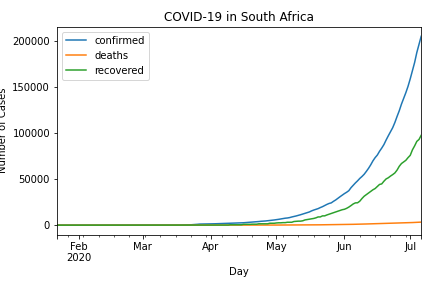 COVID-19 in South Africa
confirmed
deaths
recovered
200000
150000
100000
50000
0
Number of Cases
Feb
2020
Mar
Apr
May
Jun
Jul
Day